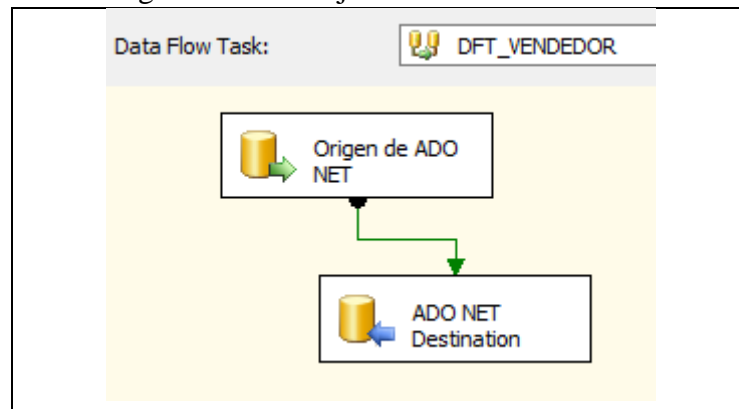 Data Flow Task: DFT_VENDEDOR
Origen de ADO
NET
ADO NET
Destination